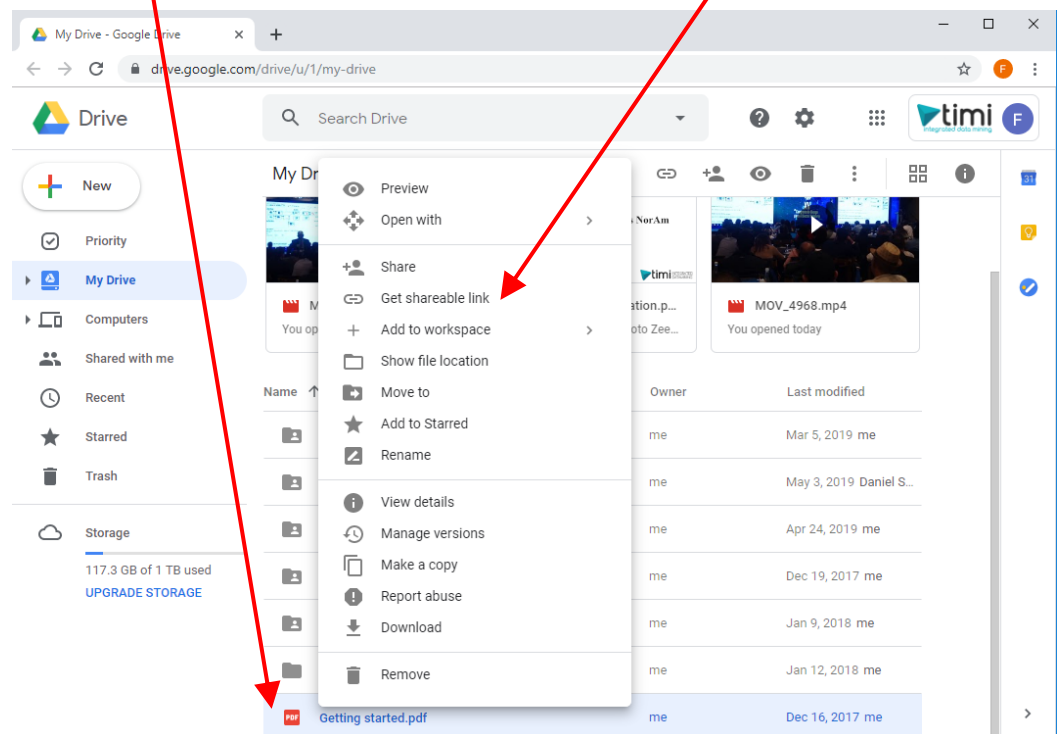 My Drive - Google Drive
drive.google.com/drive/u/1/my-drive
F
Drive
Search Drive
timi
integrated data mining
F
New
My Dr
31
Priority
My Drive
Computers
Shared with me
Recent
Starred
Trash
Storage
117.3 GB of 1 TB used
UPGRADE STORAGE
Preview
Open with
Share
Get shareable link
Add to workspace
Show file location
Move to
Add to Starred
Rename
View details
Manage versions
Make a copy
Report abuse
Download
Remove
NorAm
timi
M
ation.p...
MOV_4968.mp4
You op
oto Zee...
You opened today
Name
Owner
Last modified
me
Mar 5, 2019 me
me
May 3, 2019 Daniel S...
me
Apr 24, 2019 me
me
Dec 19, 2017 me
me
Jan 9, 2018 me
me
Jan 12, 2018 me
PDF
Getting started.pdf
me
Dec 16, 2017 me